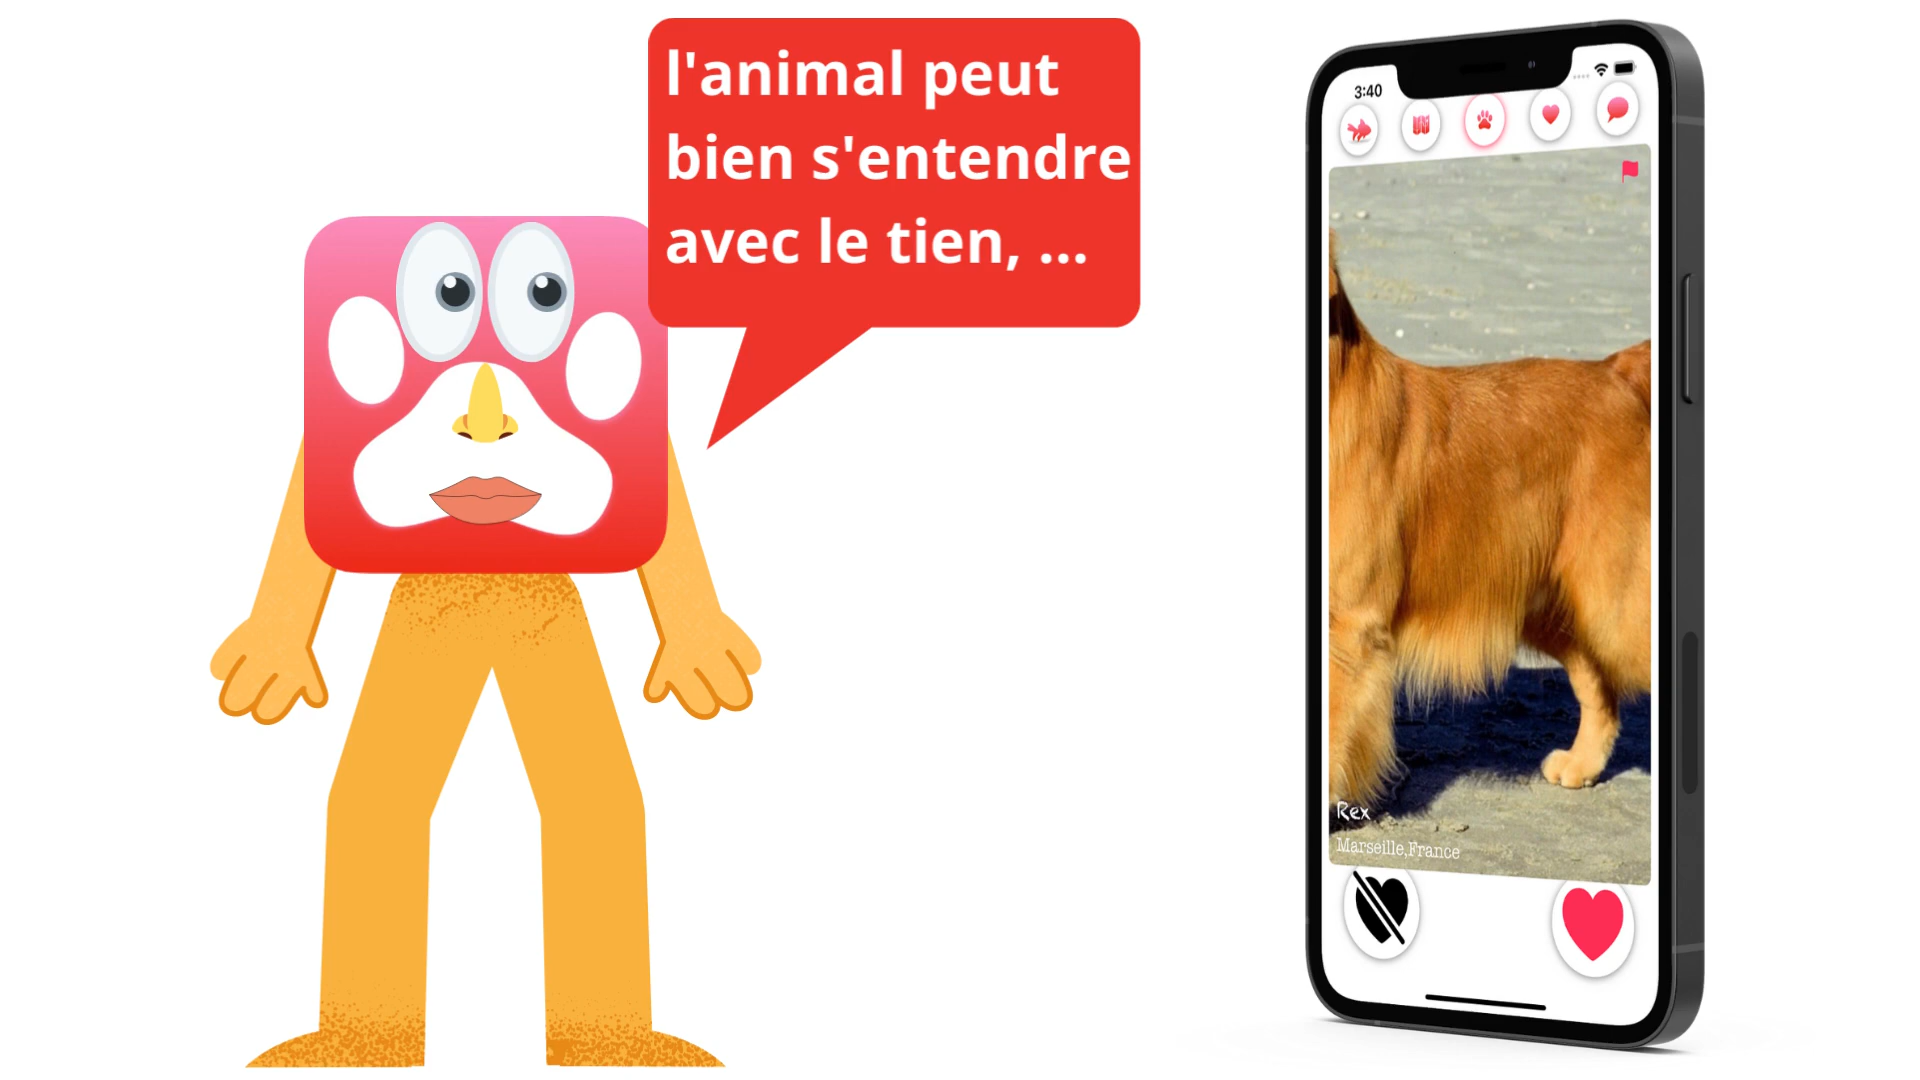 l'animal peut
bien s'entendre
avec le tien, ...
3:40
Rex
Marseille,France